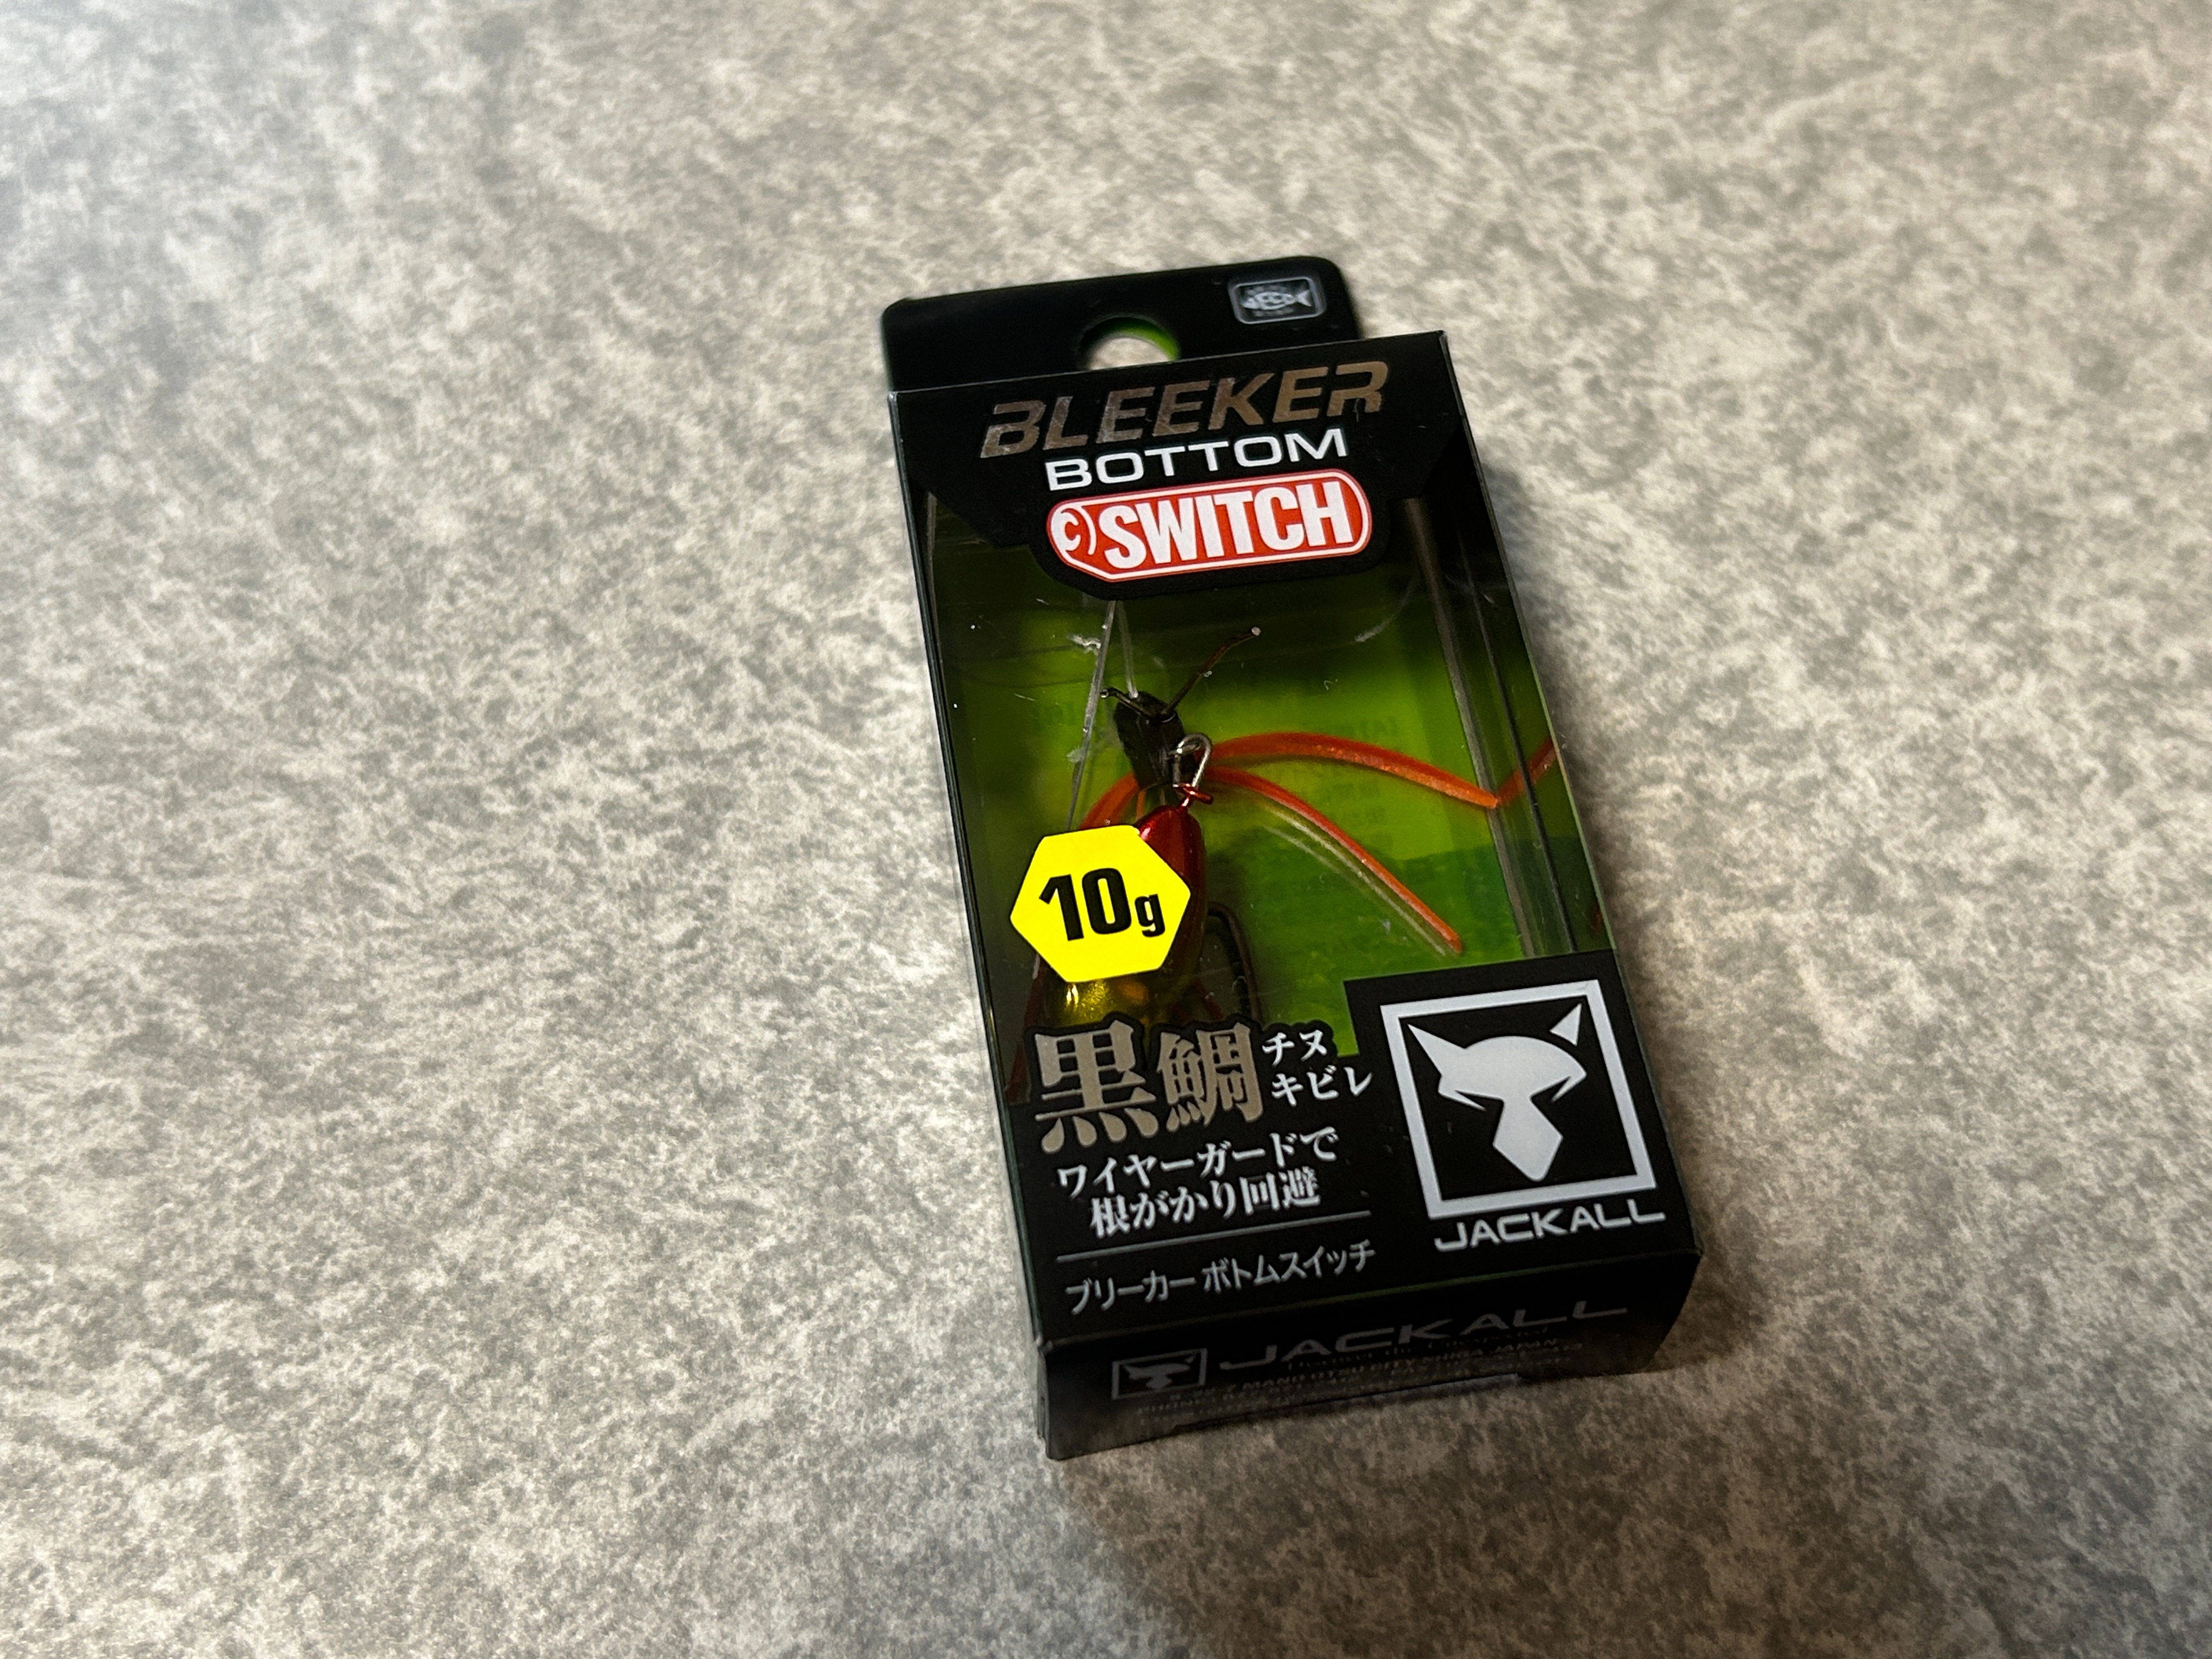 BLEEKER
BOTTOM
SWITCH
10g
黒鯛 チヌ
キビレ
ワイヤーガードで
根がかり回避
ブリーカー ボトムスイッチ
JACKALL
JACKALL